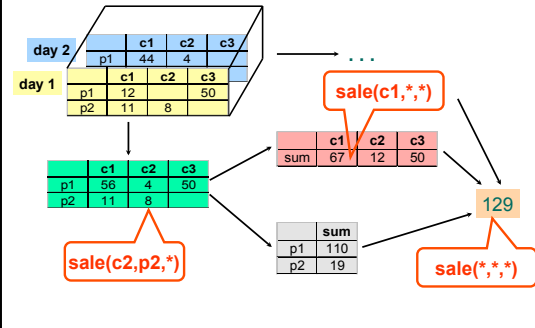 c1 c2 c3
day 2
p1 44 4
. . .
c1 c2 c3
day 1
p1 12 50
p2 11 8
sale(c1,*,*)
c1 c2 c3
sum 67 12 50
c1 c2 c3
p1 56 4 50
p2 11 8
129
sum
p1 110
p2 19
sale(c2,p2,*)
sale(*,*,*)